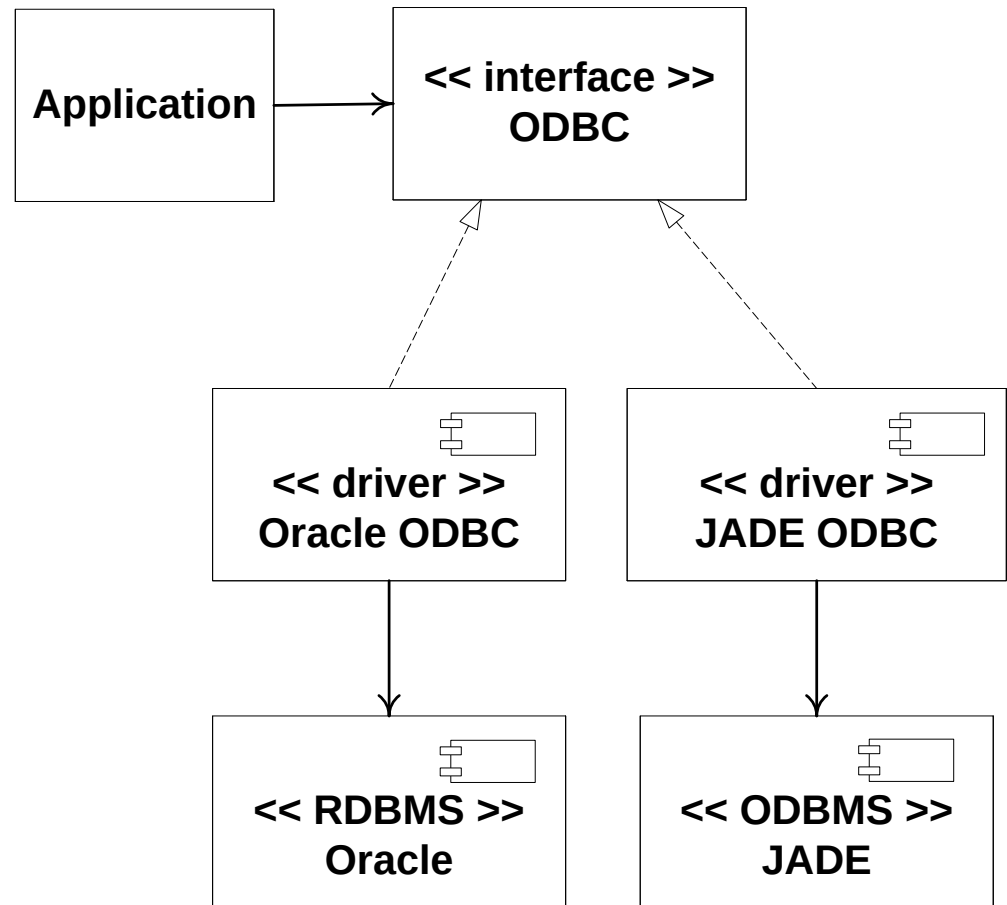 Application
<< interface >>
ODBC
<< driver >>
Oracle ODBC
<< driver >>
JADE ODBC
<< RDBMS >>
Oracle
<< ODBMS >>
JADE